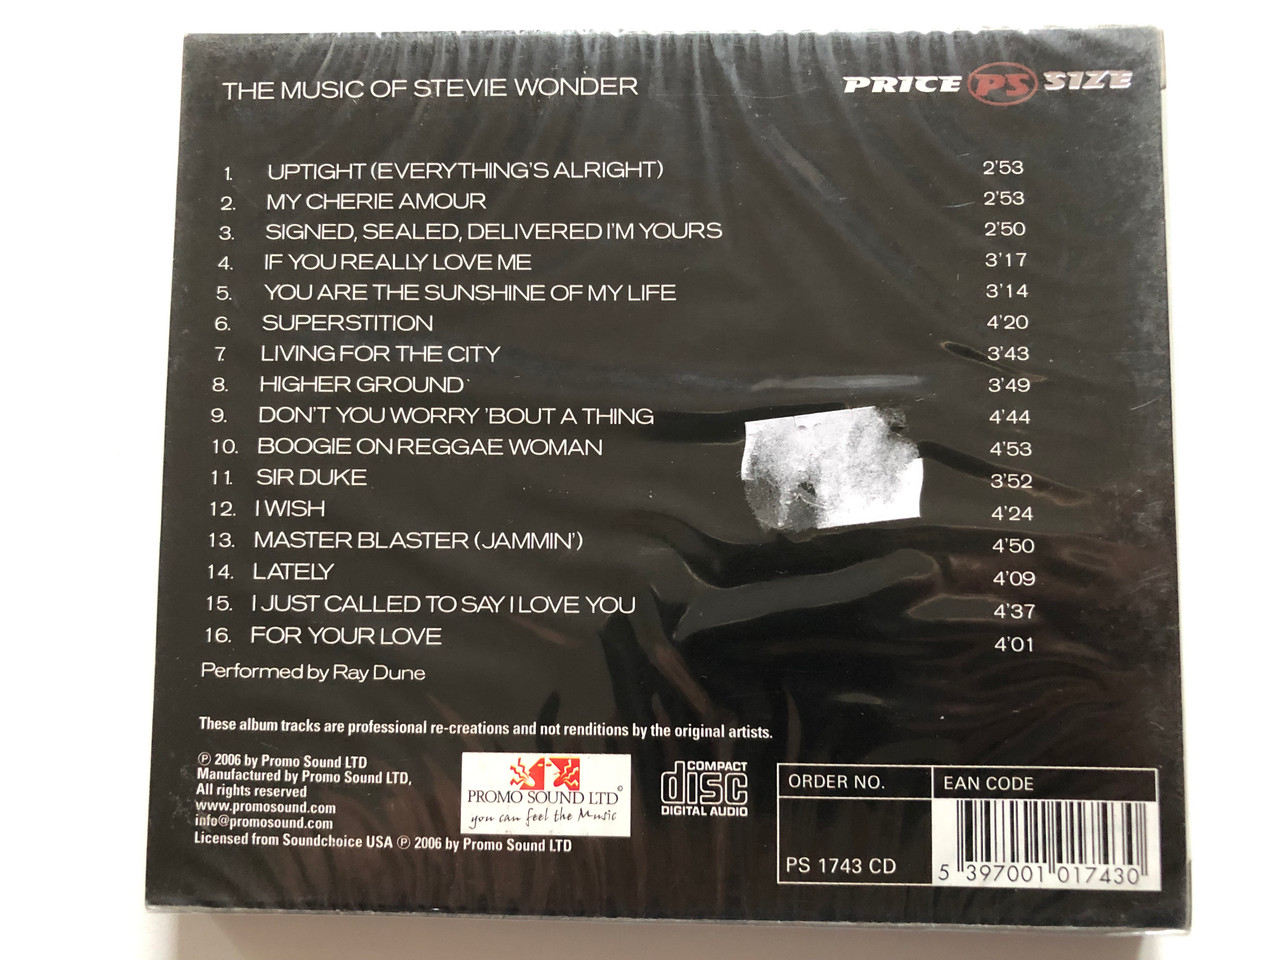 THE MUSIC OF STEVIE WONDER
PRICE PS SIZE
1. UPTIGHT (EVERYTHING'S ALRIGHT) 2'53
2. MY CHERIE AMOUR 2'53
3. SIGNED, SEALED, DELIVERED I'M YOURS 2'50
4. IF YOU REALLY LOVE ME 3'17
5. YOU ARE THE SUNSHINE OF MY LIFE 3'14
6. SUPERSTITION 4'20
7. LIVING FOR THE CITY 3'43
8. HIGHER GROUND 3'49
9. DON'T YOU WORRY 'BOUT A THING 4'44
10. BOOGIE ON REGGAE WOMAN 4'53
11. SIR DUKE 3'52
12. I WISH 4'24
13. MASTER BLASTER (JAMMIN') 4'50
14. LATELY 4'09
15. I JUST CALLED TO SAY I LOVE YOU 4'37
16. FOR YOUR LOVE 4'01
Performed by Ray Dune
These album tracks are professional re-creations and not renditions by the original artists.
℗ 2006 by Promo Sound LTD
Manufactured by Promo Sound LTD,
All rights reserved
www.promosound.com
info@promosound.com
Licensed from Soundchoice USA ℗ 2006 by Promo Sound LTD
PROMO SOUND LTD©
you can feel the Music
COMPACT
disc
DIGITAL AUDIO
ORDER NO.
EAN CODE
PS 1743 CD
5 397001 017430